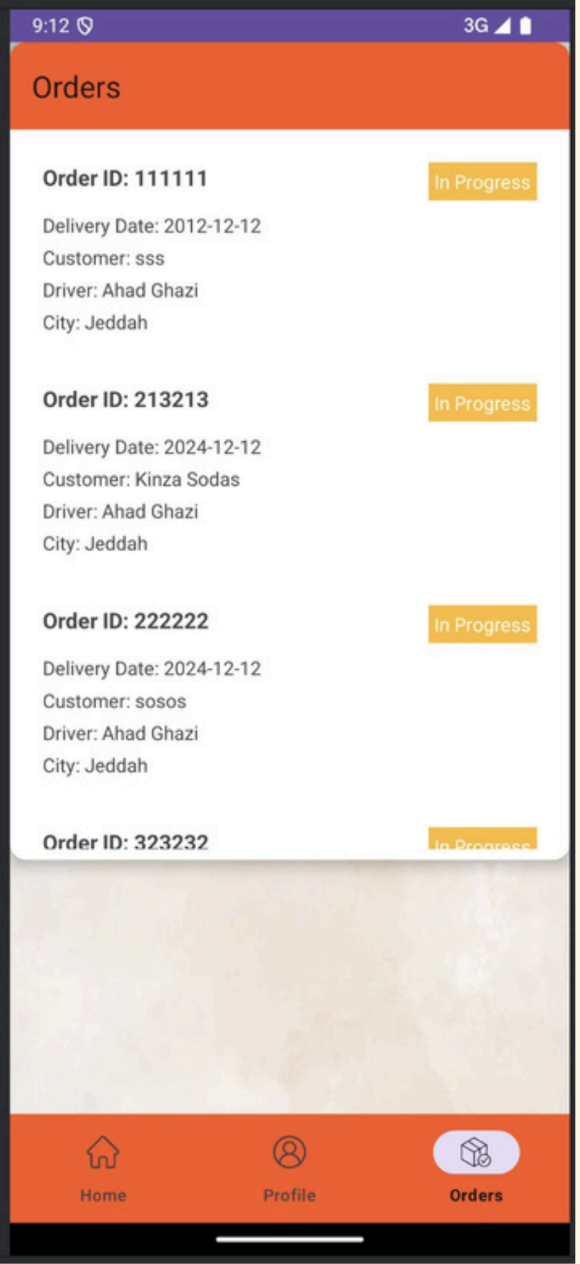 9:12 3G
Orders
Order ID: 111111 In Progress
Delivery Date: 2012-12-12
Customer: sss
Driver: Ahad Ghazi
City: Jeddah
Order ID: 213213 In Progress
Delivery Date: 2024-12-12
Customer: Kinza Sodas
Driver: Ahad Ghazi
City: Jeddah
Order ID: 222222 In Progress
Delivery Date: 2024-12-12
Customer: sosos
Driver: Ahad Ghazi
City: Jeddah
Order ID: 323232 In Progress
Home Profile Orders